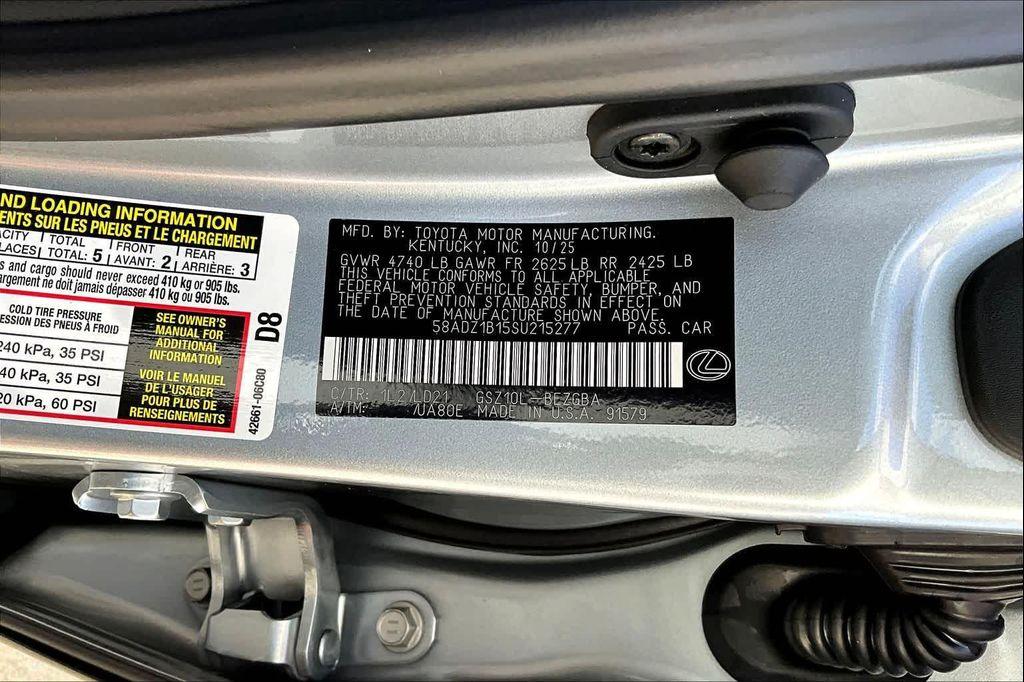 ND LOADING INFORMATION
ENTS SUR LES PNEUS ET LE CHARGEMENT
ACITY TOTAL FRONT REAR
LACES TOTAL: 5 AVANT: 2 ARRIÈRE: 3
s and cargo should never exceed 410 kg or 905 lbs.
argement ne doit jamais dépasser 410 kg ou 905 lbs.
COLD TIRE PRESSURE
PRESSION DES PNEUS À FROID
240 kPa, 35 PSI
40 kPa, 35 PSI
20 kPa, 60 PSI
SEE OWNER'S
MANUAL FOR
ADDITIONAL
INFORMATION
VOIR LE MANUEL
DE L'USAGER
POUR PLUS DE
RENSEIGNEMENTS
D8
42661-06C80
MFD. BY: TOYOTA MOTOR MANUFACTURING.
KENTUCKY, INC. 10/25
GVWR 4740 LB GAWR FR 2625 LB RR 2425 LB
THIS VEHICLE CONFORMS TO ALL APPLICABLE
FEDERAL MOTOR VEHICLE SAFETY, BUMPER, AND
THEFT PREVENTION STANDARDS IN EFFECT ON
THE DATE OF MANUFACTURE SHOWN ABOVE.
58ADZ1B15SU215277 PASS. CAR
C/TR: 1L2/LD21 GSZ10L-BEZGBA
A/TM: /UA80E MADE IN U.S.A. 91579